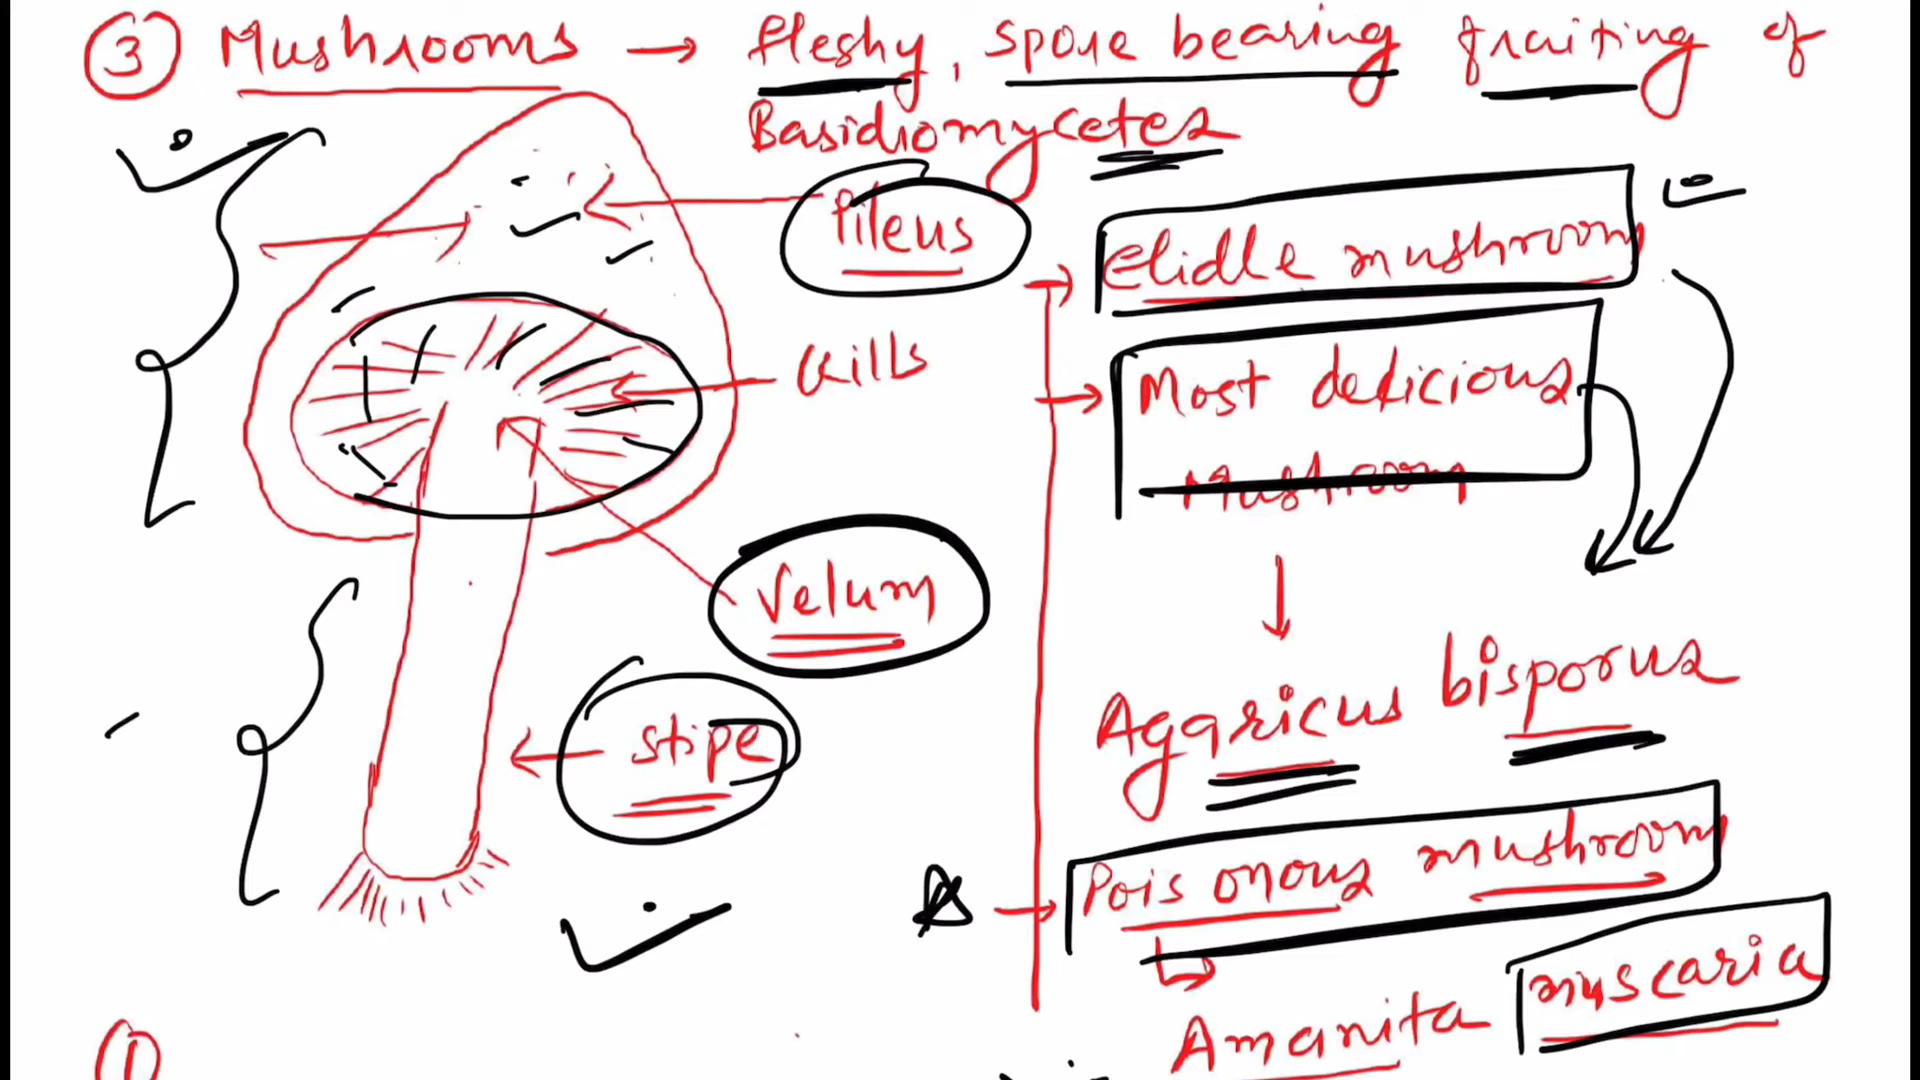 ③ Mushrooms → fleshy, spore bearing fruiting of
Basidiomycetes
Pileus
Gills
Velum
stipe
→ edible mushroom
→ Most delicious
Mushroom
↓
Agaricus bisporus
→ Poisonous mushroom
↳ Amanita muscaria
①